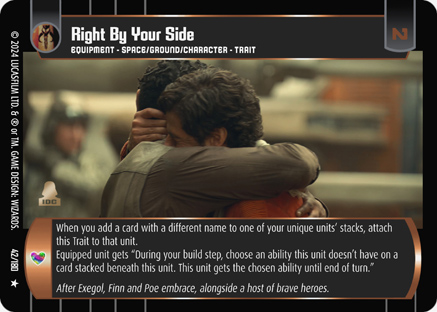 Right By Your Side
EQUIPMENT - SPACE/GROUND/CHARACTER - TRAIT
N
© 2024 LUCASFILM LTD. & ® OR TM. GAME DESIGN: WIZARDS.
42/180
IDC
When you add a card with a different name to one of your unique units' stacks, attach
this Trait to that unit.
Equipped unit gets "During your build step, choose an ability this unit doesn't have on
a card stacked beneath this unit. This unit gets the chosen ability until end of turn."
After Exegol, Finn and Poe embrace, alongside a host of brave heroes.